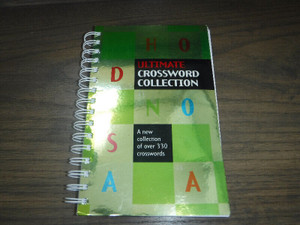 H O
D
ULTIMATE
CROSSWORD
COLLECTION
N O
S
A new
collection
of over 330
crosswords
A A